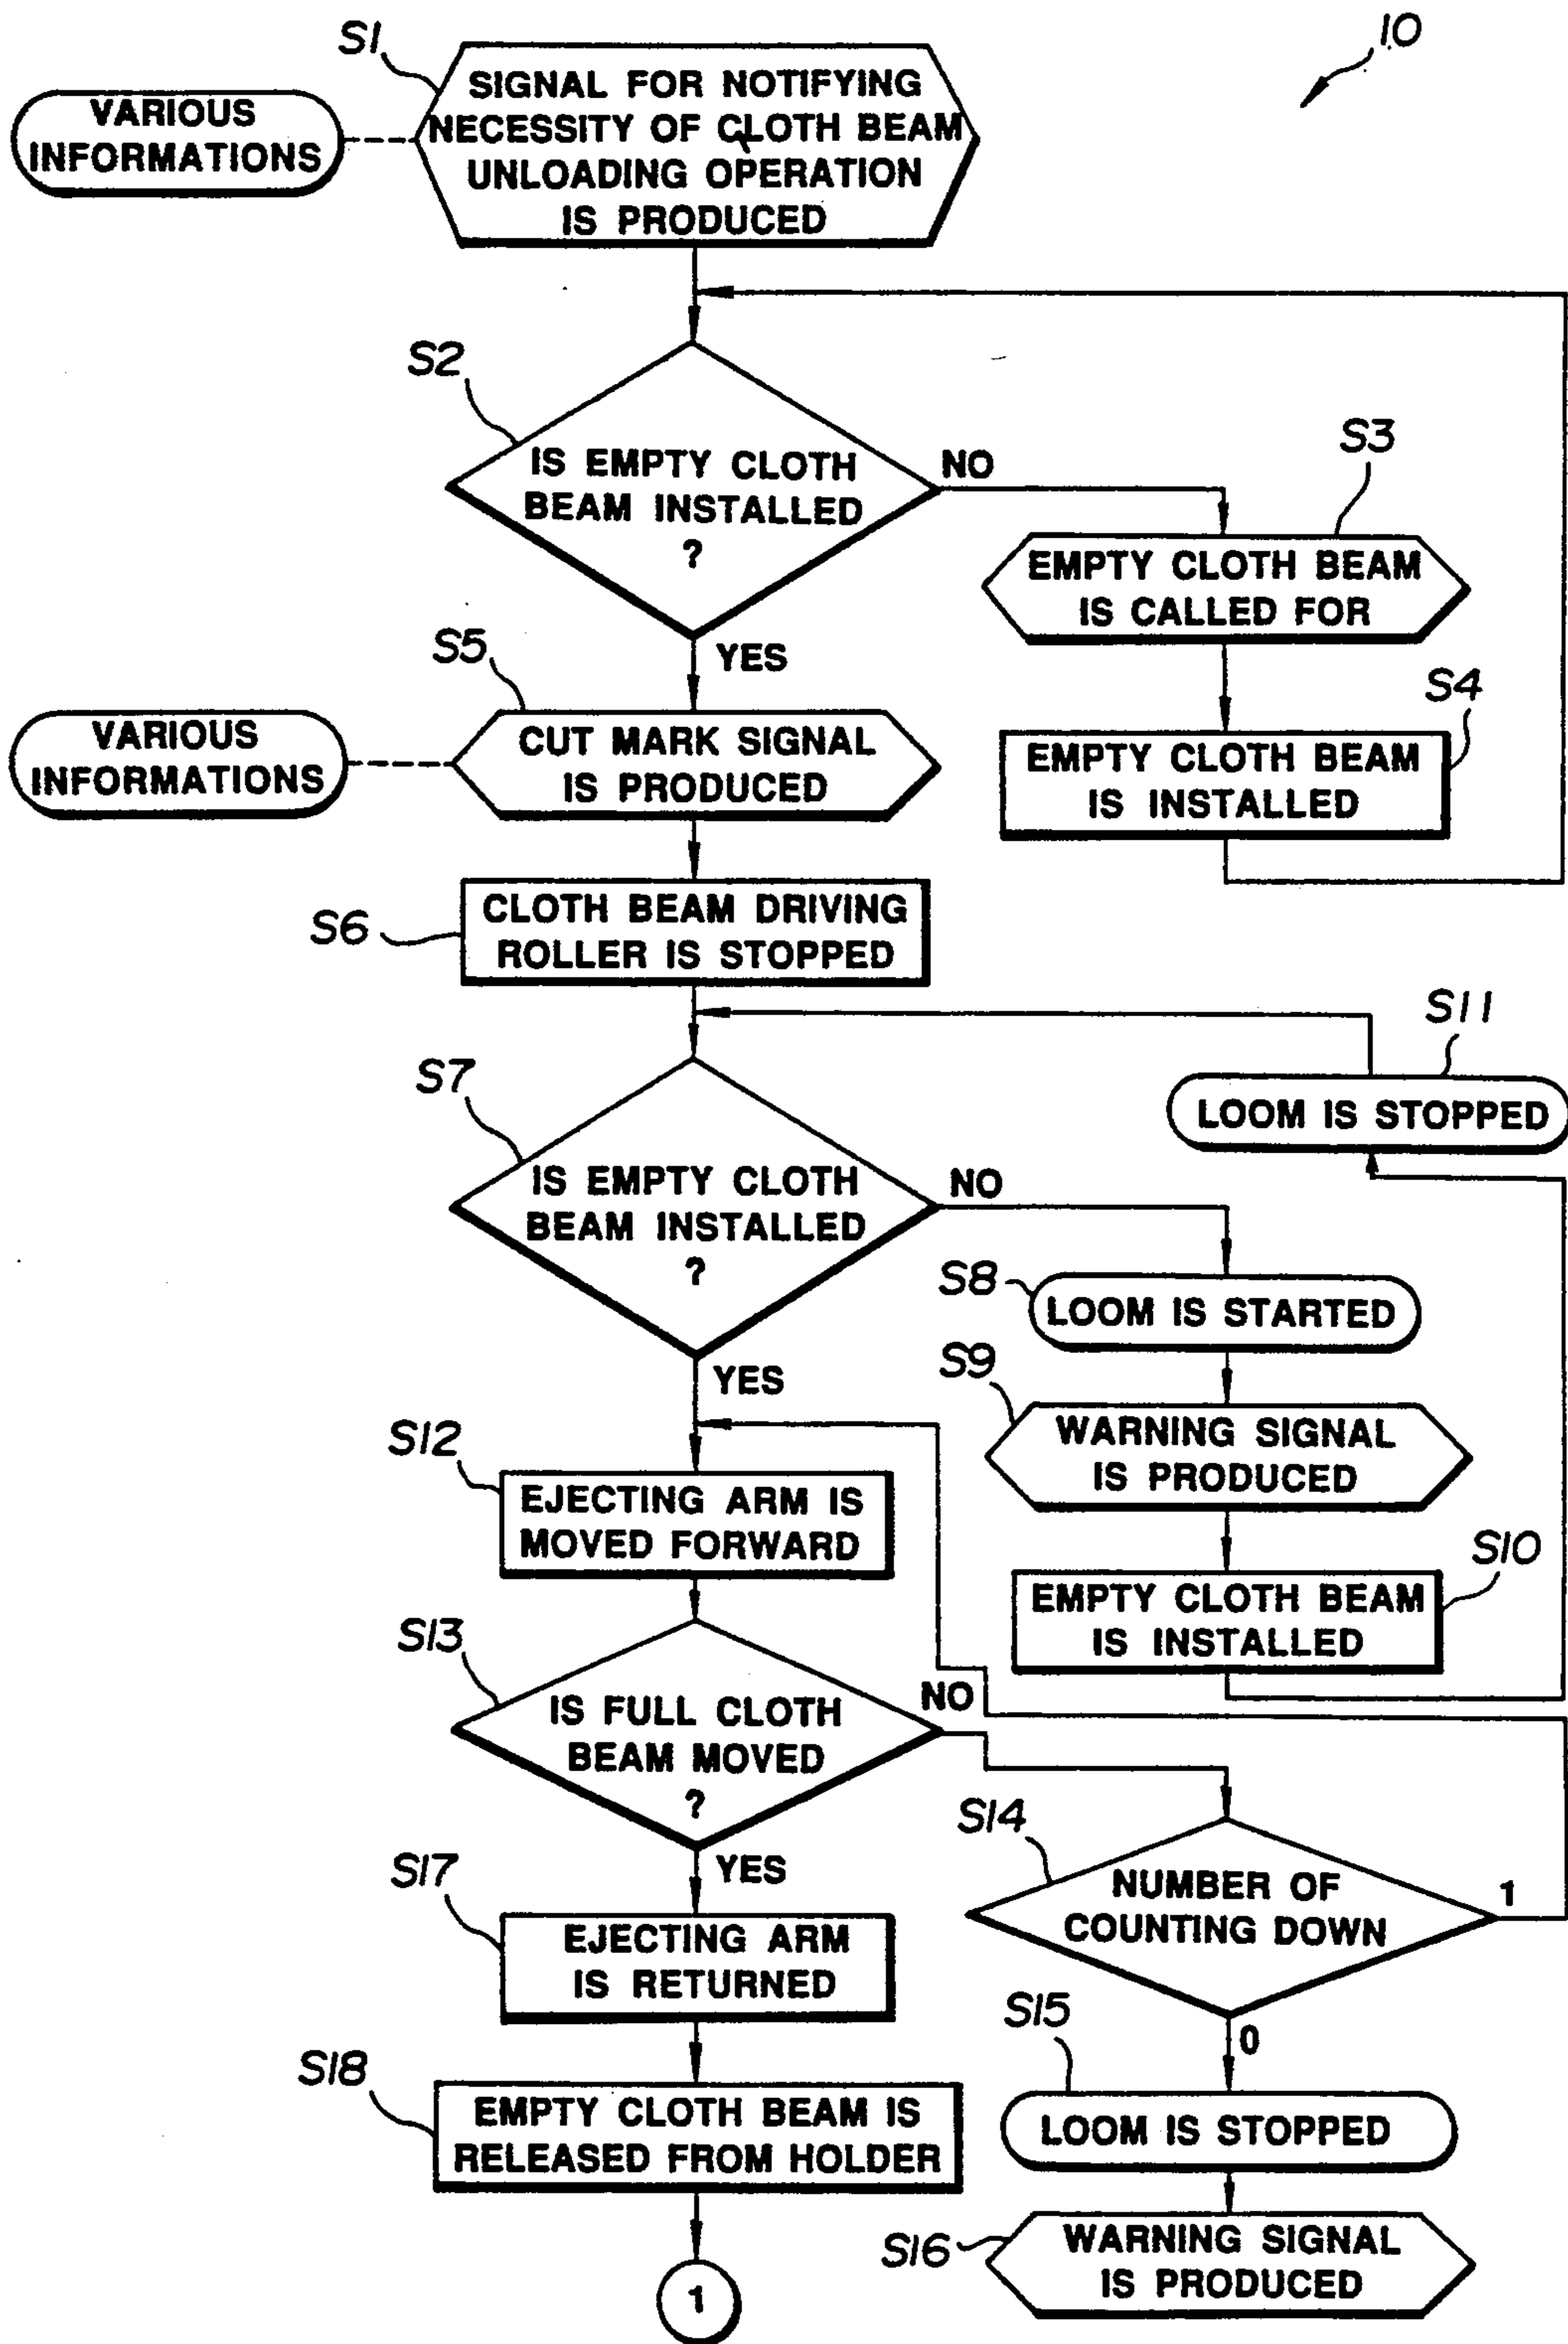 10
S1
SIGNAL FOR NOTIFYING
NECESSITY OF CLOTH BEAM
UNLOADING OPERATION
IS PRODUCED
VARIOUS
INFORMATIONS
S2
IS EMPTY CLOTH
BEAM INSTALLED
?
NO
YES
S3
EMPTY CLOTH BEAM
IS CALLED FOR
S4
EMPTY CLOTH BEAM
IS INSTALLED
S5
CUT MARK SIGNAL
IS PRODUCED
VARIOUS
INFORMATIONS
S6
CLOTH BEAM DRIVING
ROLLER IS STOPPED
S7
IS EMPTY CLOTH
BEAM INSTALLED
?
NO
YES
S11
LOOM IS STOPPED
S8
LOOM IS STARTED
S9
WARNING SIGNAL
IS PRODUCED
S10
EMPTY CLOTH BEAM
IS INSTALLED
S12
EJECTING ARM IS
MOVED FORWARD
S13
IS FULL CLOTH
BEAM MOVED
?
NO
YES
S14
NUMBER OF
COUNTING DOWN
1
0
S15
LOOM IS STOPPED
S16
WARNING SIGNAL
IS PRODUCED
S17
EJECTING ARM
IS RETURNED
S18
EMPTY CLOTH BEAM IS
RELEASED FROM HOLDER
1